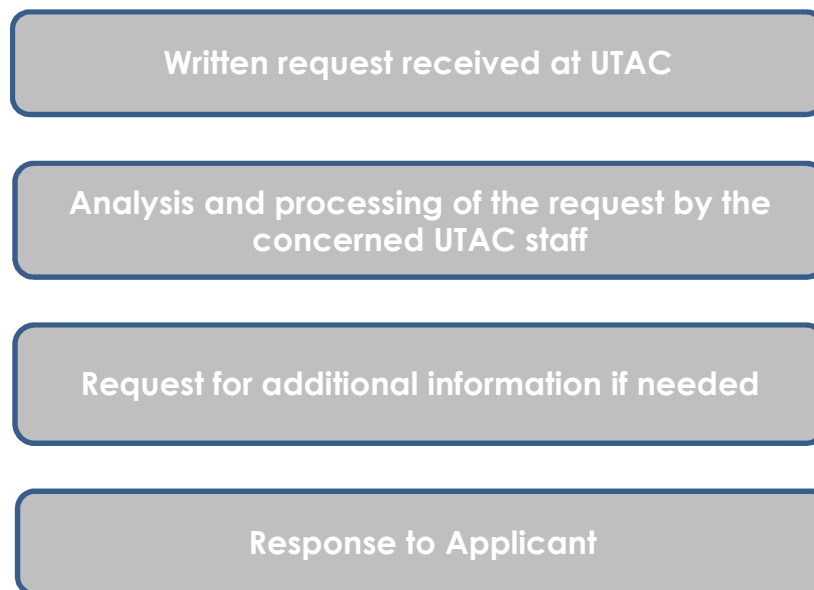 Written request received at UTAC
Analysis and processing of the request by the
concerned UTAC staff
Request for additional information if needed
Response to Applicant